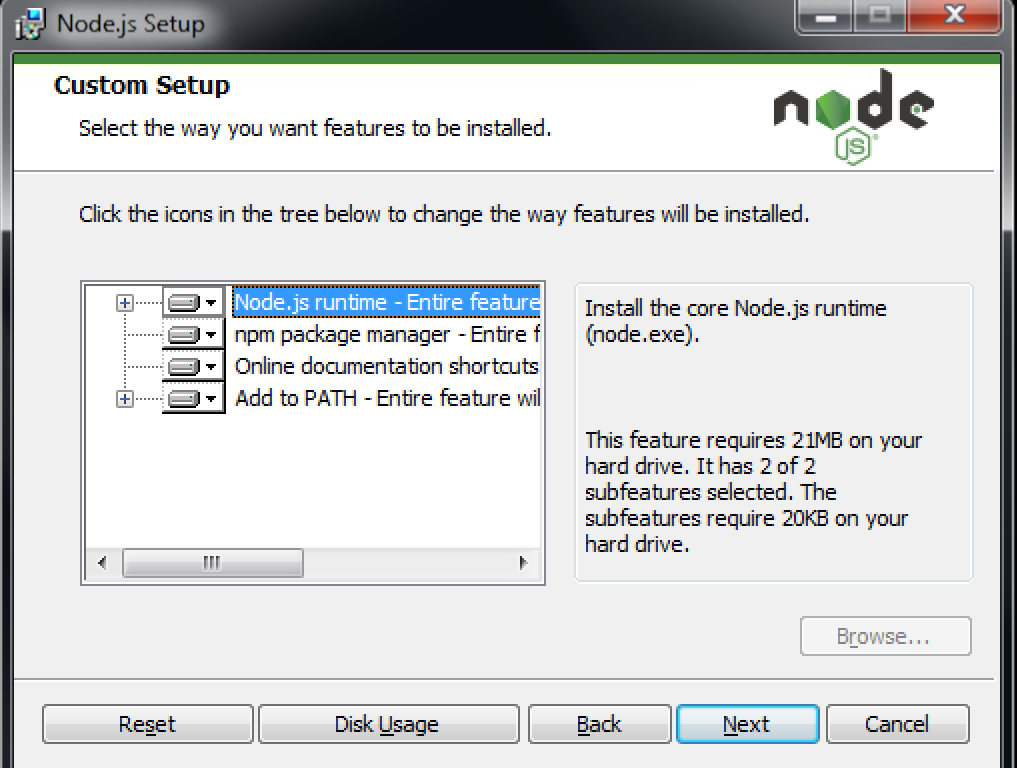 Node.js Setup
Custom Setup
Select the way you want features to be installed.
node
JS
Click the icons in the tree below to change the way features will be installed.
Node.js runtime - Entire feature
npm package manager - Entire f
Online documentation shortcuts
Add to PATH - Entire feature wil
Install the core Node.js runtime
(node.exe).
This feature requires 21MB on your
hard drive. It has 2 of 2
subfeatures selected. The
subfeatures require 20KB on your
hard drive.
Browse...
Reset
Disk Usage
Back
Next
Cancel